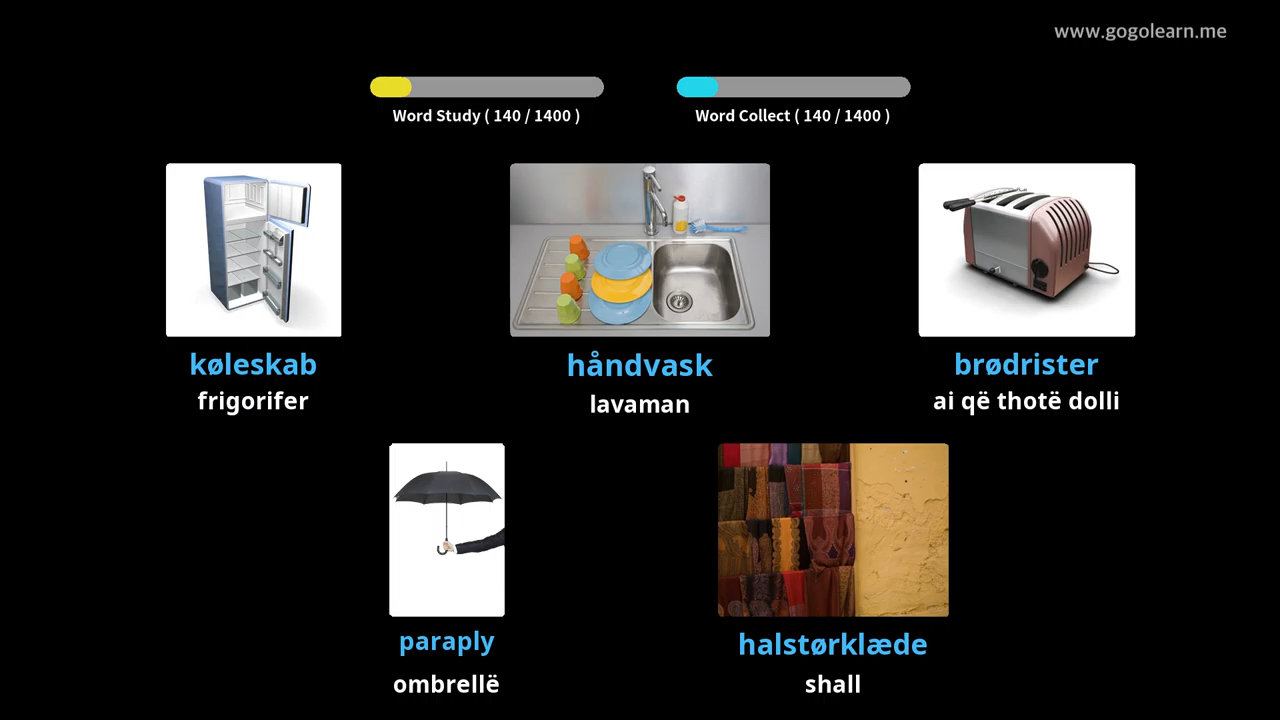 www.gogolearn.me
Word Study ( 140 / 1400 )
Word Collect ( 140 / 1400 )
køleskab
frigorifer
håndvask
lavaman
brødrister
ai që thotë dolli
paraply
ombrellë
halstørklæde
shall